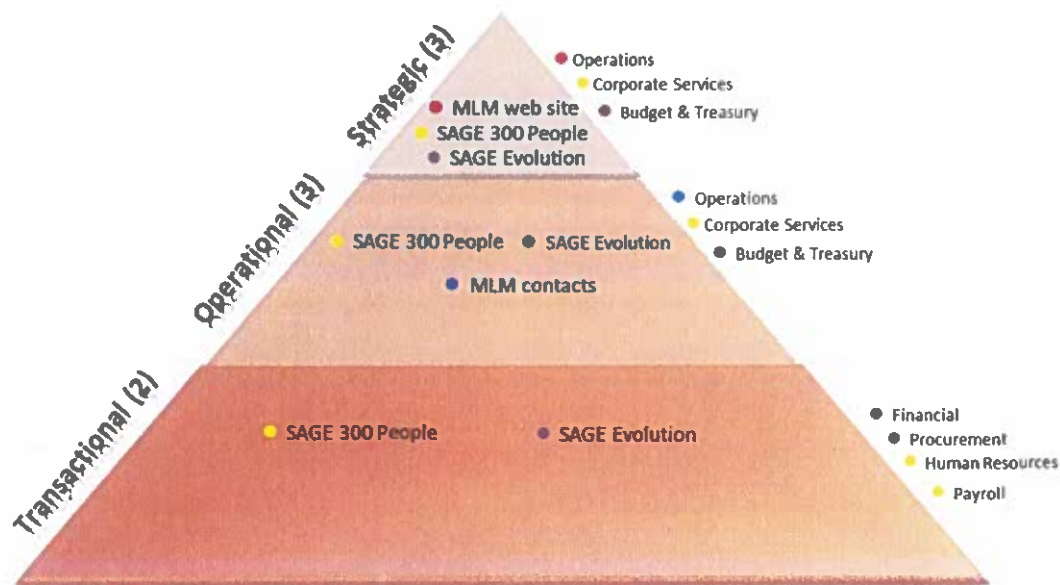 Strategic (3)
Operations
Corporate Services
Budget & Treasury
MLM web site
SAGE 300 People
SAGE Evolution
Operational (3)
Operations
Corporate Services
Budget & Treasury
SAGE 300 People
SAGE Evolution
MLM contacts
Transactional (2)
SAGE 300 People
SAGE Evolution
Financial
Procurement
Human Resources
Payroll